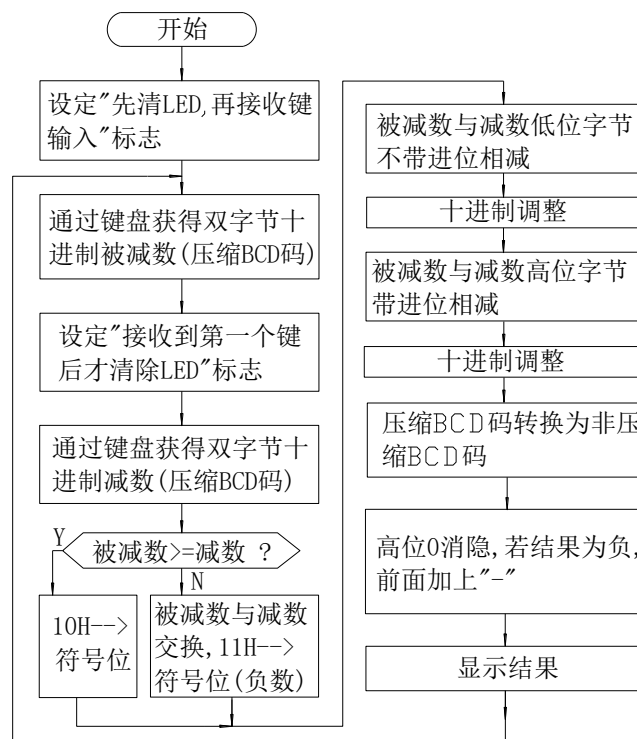 开始
设定"先清LED,再接收键
输入"标志
通过键盘获得双字节十
进制被减数(压缩BCD码)
设定"接收到第一个键
后才清除LED"标志
通过键盘获得双字节十
进制减数(压缩BCD码)
Y
被减数>=减数 ?
N
10H-->
符号位
被减数与减数
交换,11H-->
符号位(负数)
被减数与减数低位字节
不带进位相减
十进制调整
被减数与减数高位字节
带进位相减
十进制调整
压缩BCD码转换为非压
缩BCD码
高位0消隐,若结果为负,
前面加上"-"
显示结果